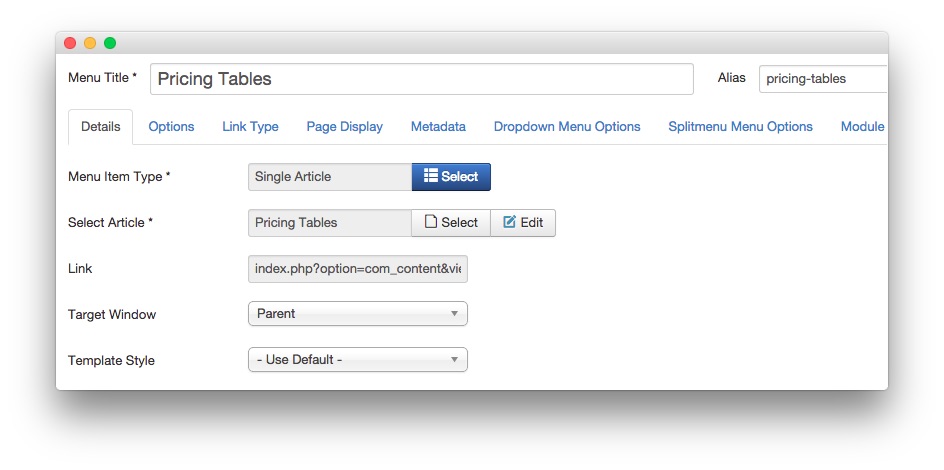 Menu Title * Pricing Tables Alias pricing-tables
Details Options Link Type Page Display Metadata Dropdown Menu Options Splitmenu Menu Options Module
Menu Item Type * Single Article Select
Select Article * Pricing Tables Select Edit
Link index.php?option=com_content&vie
Target Window Parent
Template Style - Use Default -